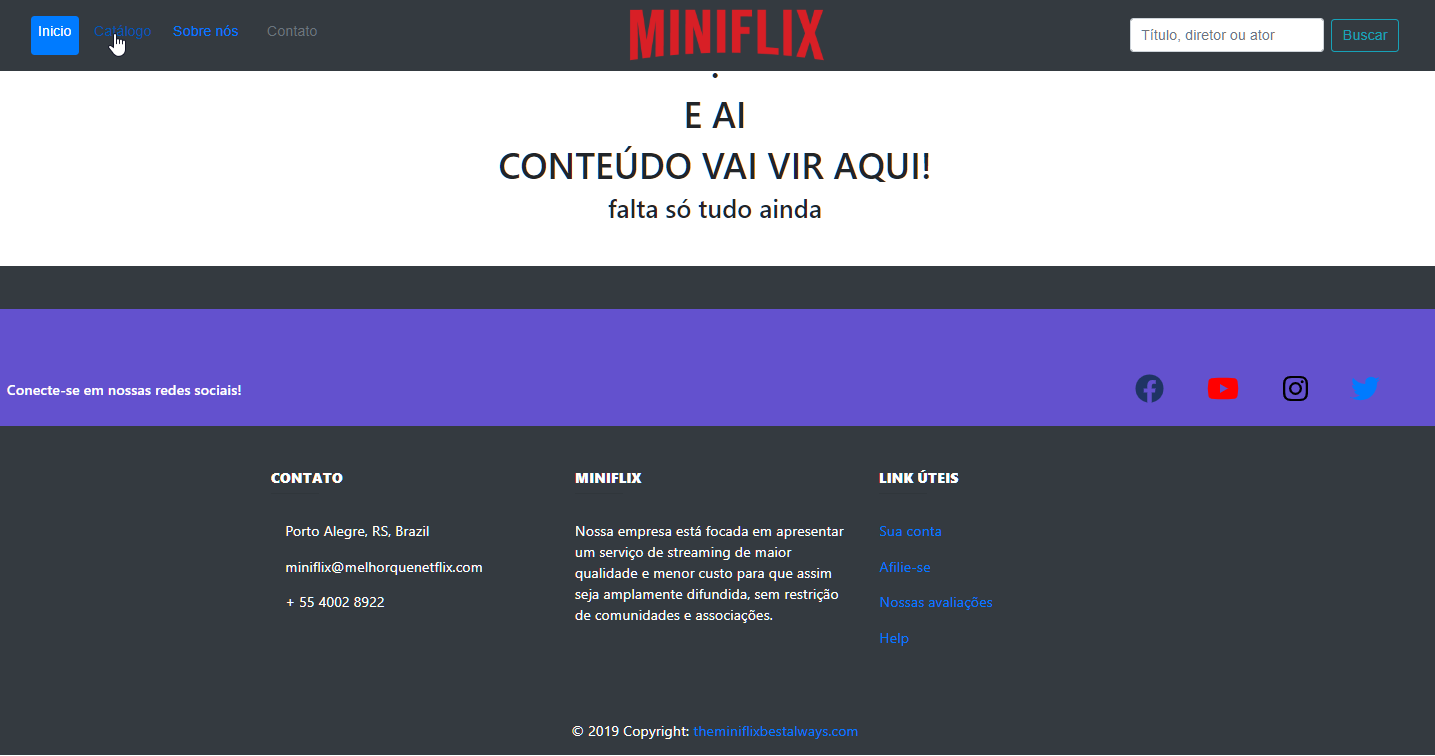 Inicio Catálogo Sobre nós Contato MINIFLIX Título, diretor ou ator Buscar
.
E AI
CONTEÚDO VAI VIR AQUI!
falta só tudo ainda
Conecte-se em nossas redes sociais!
CONTATO
Porto Alegre, RS, Brazil
miniflix@melhorquenetflix.com
+ 55 4002 8922
MINIFLIX
Nossa empresa está focada em apresentar
um serviço de streaming de maior
qualidade e menor custo para que assim
seja amplamente difundida, sem restrição
de comunidades e associações.
LINK ÚTEIS
Sua conta
Afilie-se
Nossas avaliações
Help
© 2019 Copyright: theminiflixbestalways.com